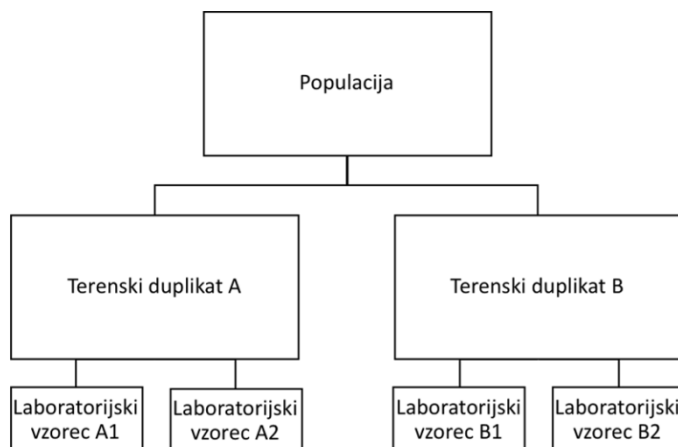 Populacija
Terenski duplikat A
Terenski duplikat B
Laboratorijski
vzorec A1
Laboratorijski
vzorec A2
Laboratorijski
vzorec B1
Laboratorijski
vzorec B2